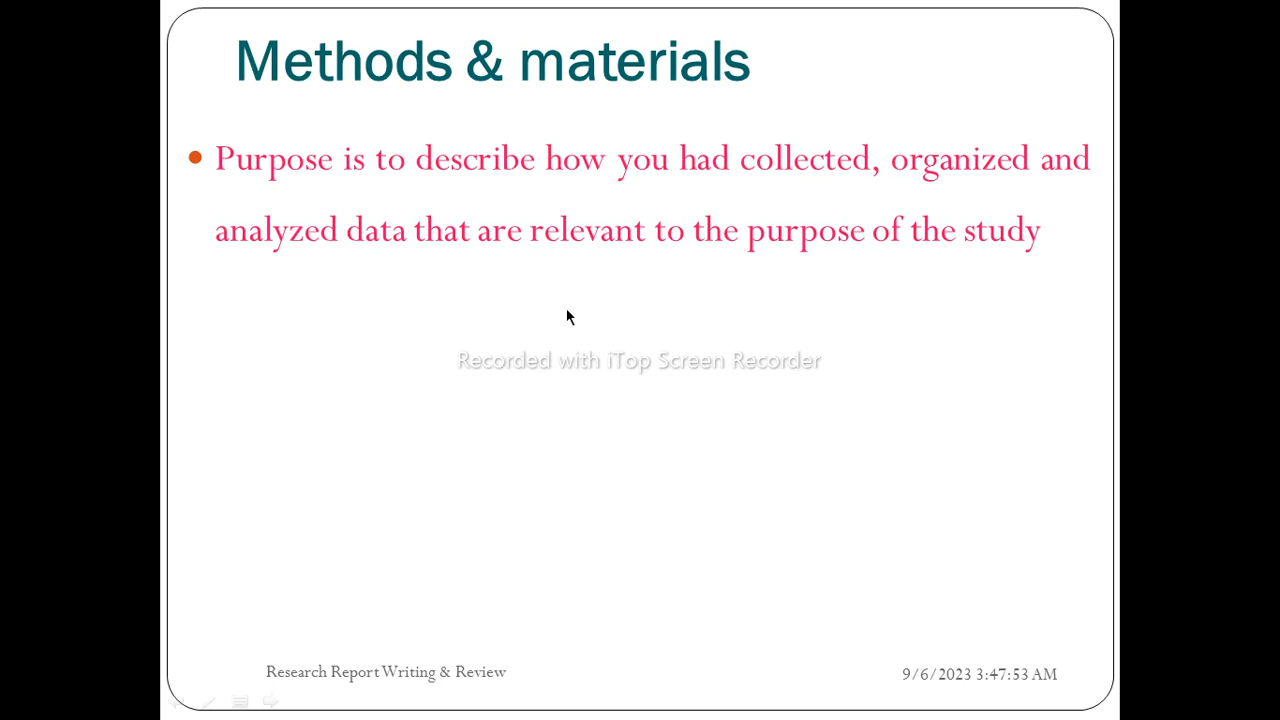 Methods & materials
Purpose is to describe how you had collected, organized and
analyzed data that are relevant to the purpose of the study
Recorded with iTop Screen Recorder
Research Report Writing & Review
9/6/2023 3:47:53 AM